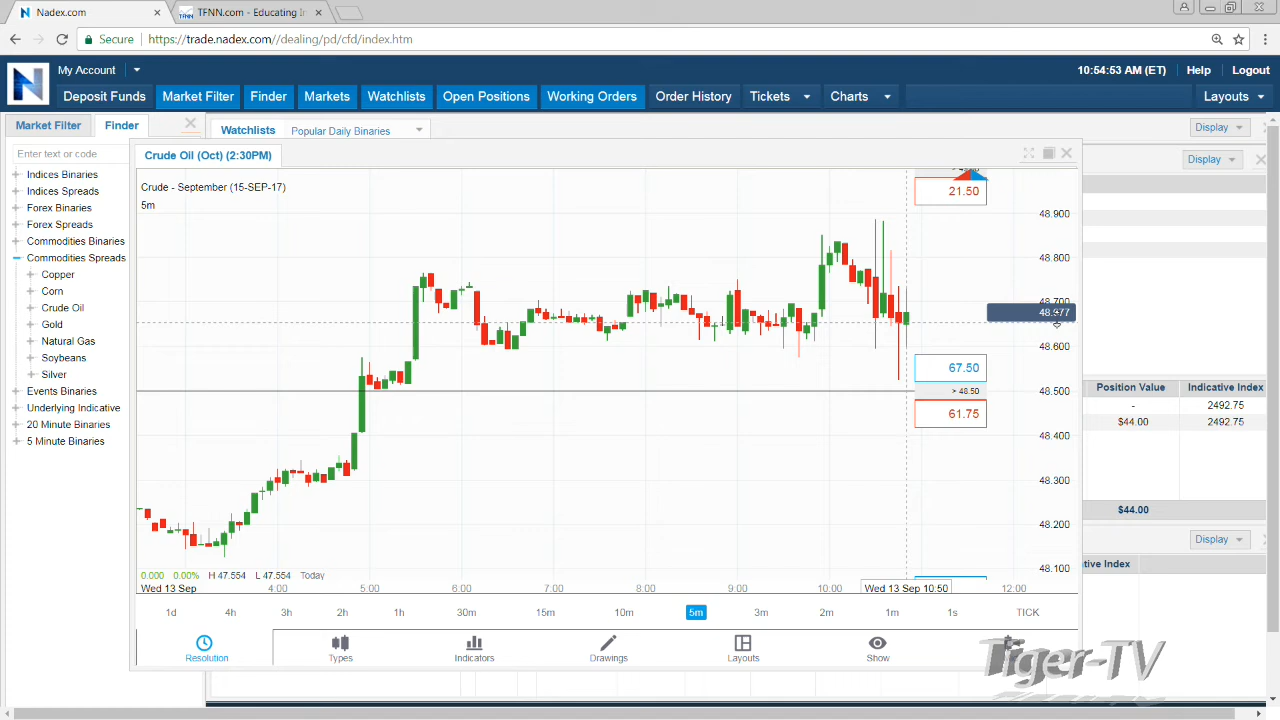 Nadex.com
TFNN.com - Educating In
Secure
https://trade.nadex.com//dealing/pd/cfd/index.htm
My Account
10:54:53 AM (ET)
Help
Logout
Deposit Funds
Market Filter
Finder
Markets
Watchlists
Open Positions
Working Orders
Order History
Tickets
Charts
Layouts
Market Filter
Finder
Watchlists
Popular Daily Binaries
Display
Enter text or code
Crude Oil (Oct) (2:30PM)
Display
Indices Binaries
Indices Spreads
Forex Binaries
Forex Spreads
Commodities Binaries
Commodities Spreads
Copper
Corn
Crude Oil
Gold
Natural Gas
Soybeans
Silver
Events Binaries
Underlying Indicative
20 Minute Binaries
5 Minute Binaries
Crude - September (15-SEP-17)
5m
21.50
48.900
48.800
48.700
48.600
48.500
48.400
48.300
48.200
48.100
67.50
> 48.50
61.75
Position Value
Indicative Index
-
2492.75
$44.00
2492.75
$44.00
Display
tive Index
0.000 0.00% H 47.554 L 47.554 Today
Wed 13 Sep
4:00
5:00
6:00
7:00
8:00
9:00
10:00
Wed 13 Sep 10:50
12:00
1d
4h
3h
2h
1h
30m
15m
10m
5m
3m
2m
1m
1s
TICK
Resolution
Types
Indicators
Drawings
Layouts
Show
Tiger-TV